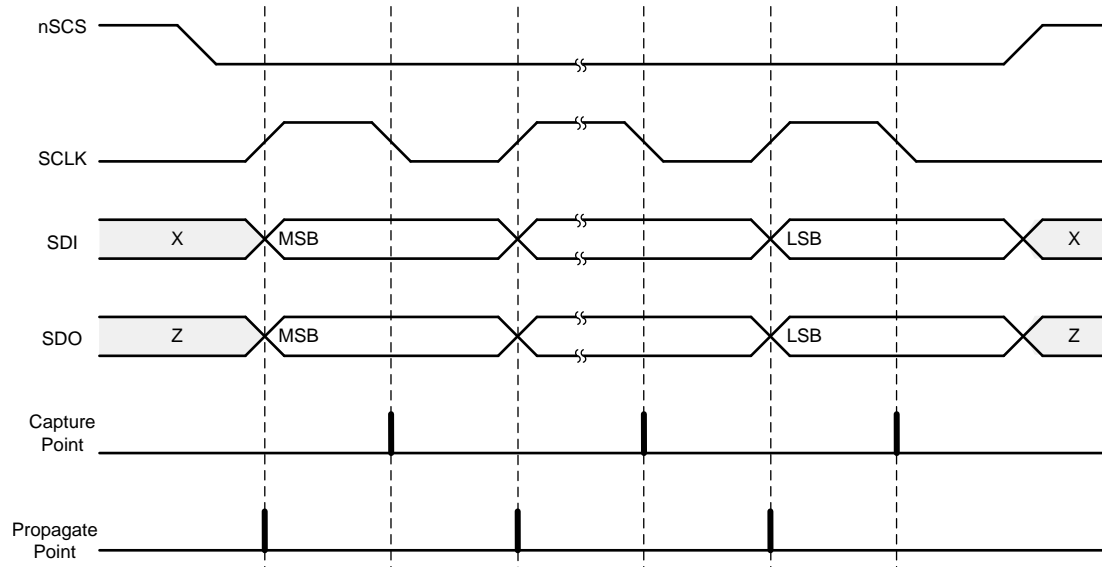 nSCS
SCLK
SDI
X
MSB
LSB
X
SDO
Z
MSB
LSB
Z
Capture
Point
Propagate
Point